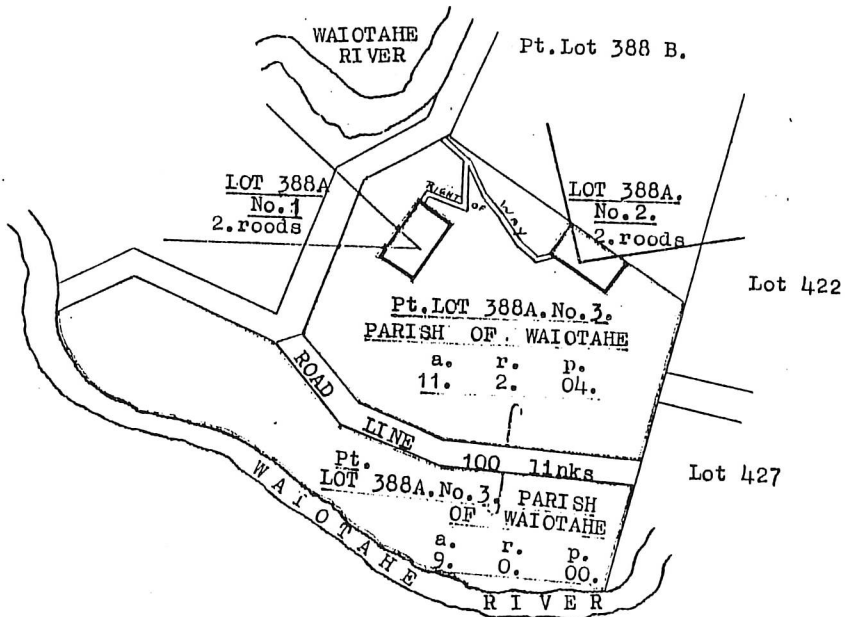 WAIOTAHE
RIVER
Pt.Lot 388 B.
LOT 388A
No.1
2.roods
RIGHT
OF
WAY
LOT 388A.
No.2.
2.roods
Lot 422
Pt.LOT 388A.No.3.
PARISH OF. WAIOTAHE
a. r. p.
11. 2. 04.
ROAD
LINE
100 links
Lot 427
Pt.
LOT 388A.No.3.
PARISH
OF WAIOTAHE
a. r. p.
9. 0. 00.
WAIOTAHE
RIVER